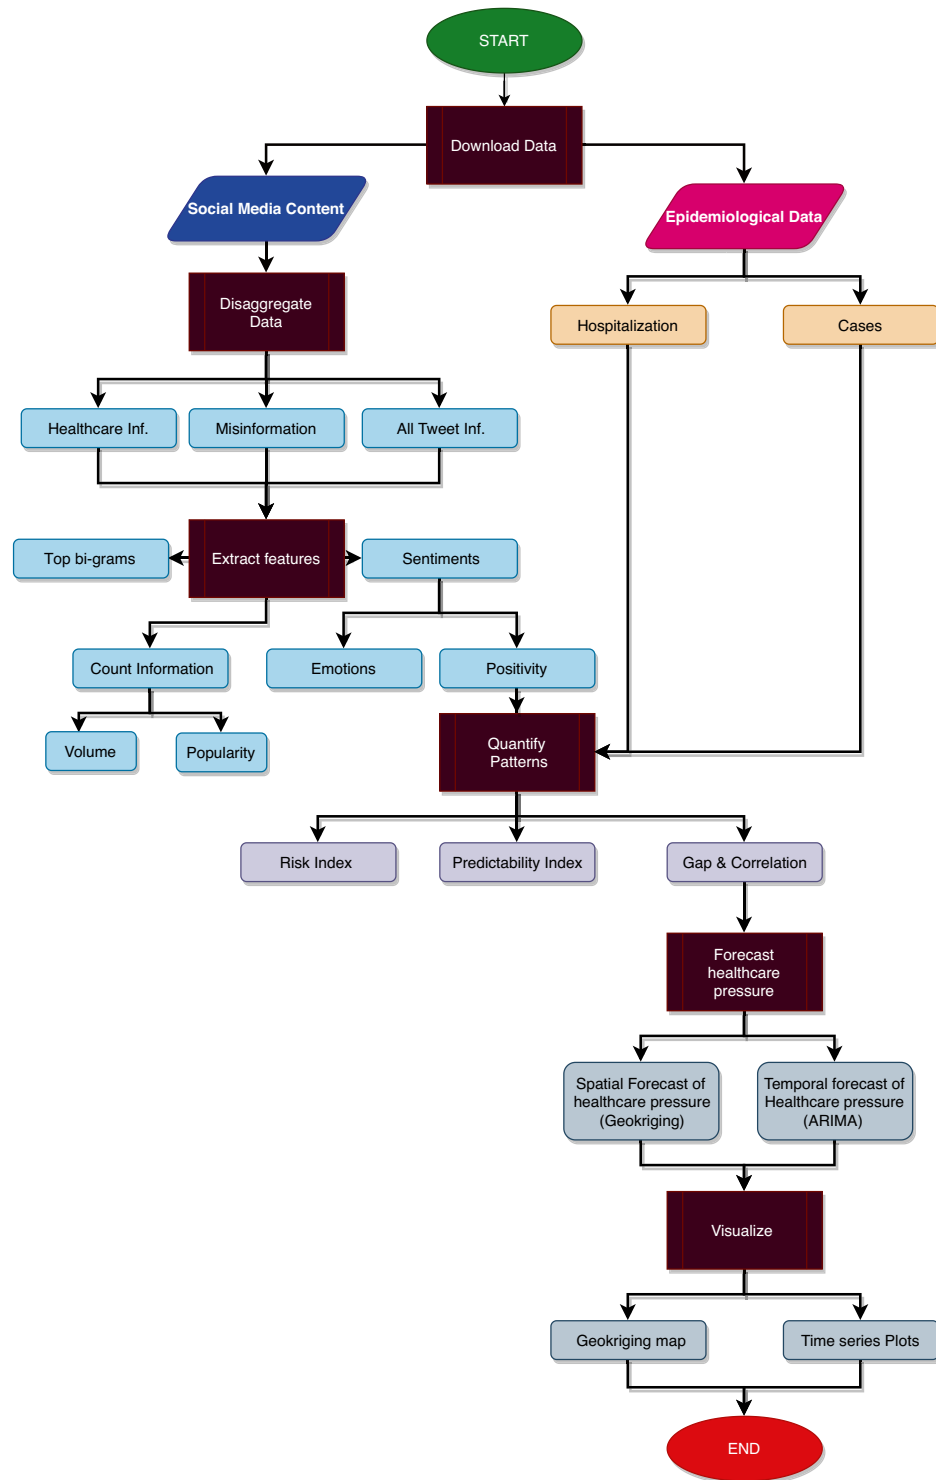 START
Download Data
Social Media Content
Epidemiological Data
Disaggregate
Data
Hospitalization
Cases
Healthcare Inf.
Misinformation
All Tweet Inf.
Top bi-grams
Extract features
Sentiments
Count Information
Emotions
Positivity
Volume
Popularity
Quantify
Patterns
Risk Index
Predictability Index
Gap & Correlation
Forecast
healthcare
pressure
Spatial Forecast of
healthcare pressure
(Geokriging)
Temporal forecast of
Healthcare pressure
(ARIMA)
Visualize
Geokriging map
Time series Plots
END